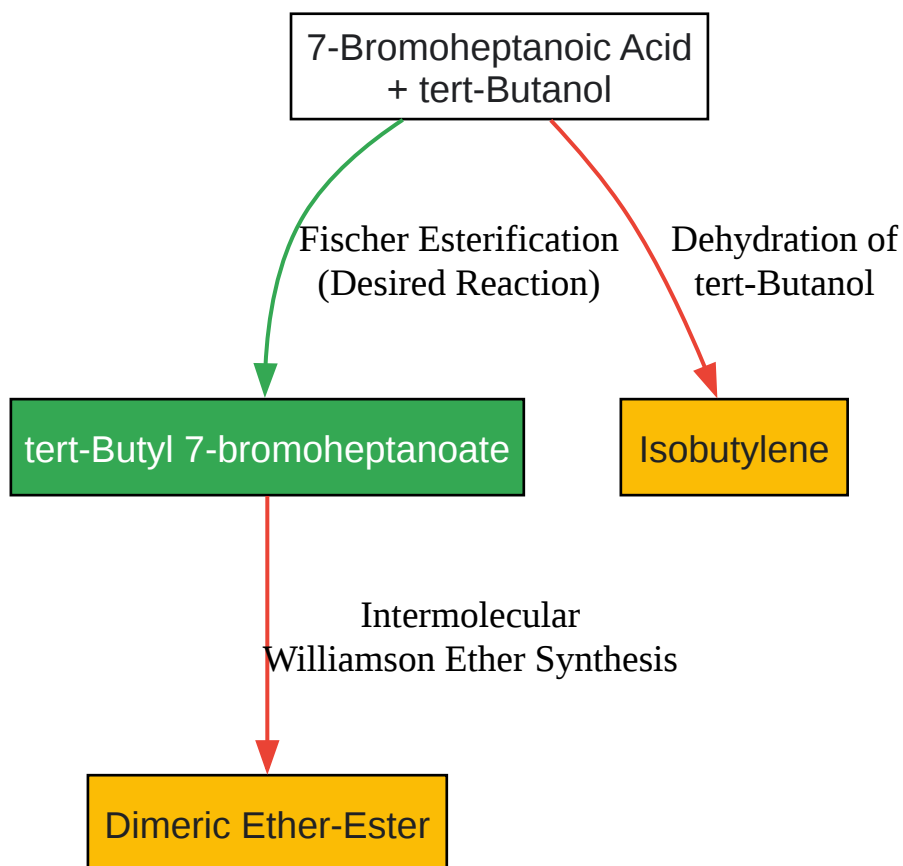 7-Bromoheptanoic Acid
+ tert-Butanol
Fischer Esterification
(Desired Reaction)
Dehydration of
tert-Butanol
tert-Butyl 7-bromoheptanoate
Isobutylene
Intermolecular
Williamson Ether Synthesis
Dimeric Ether-Ester